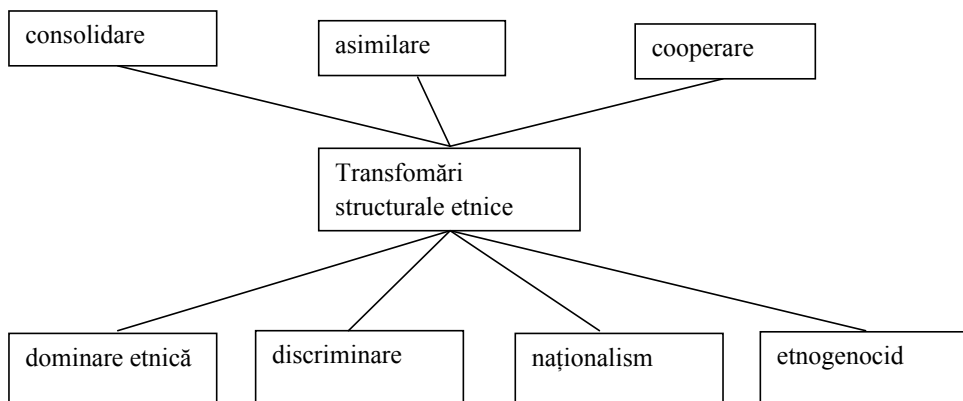 consolidare
asimilare
cooperare
Transfomări
structurale etnice
dominare etnică
discriminare
naționalism
etnogenocid